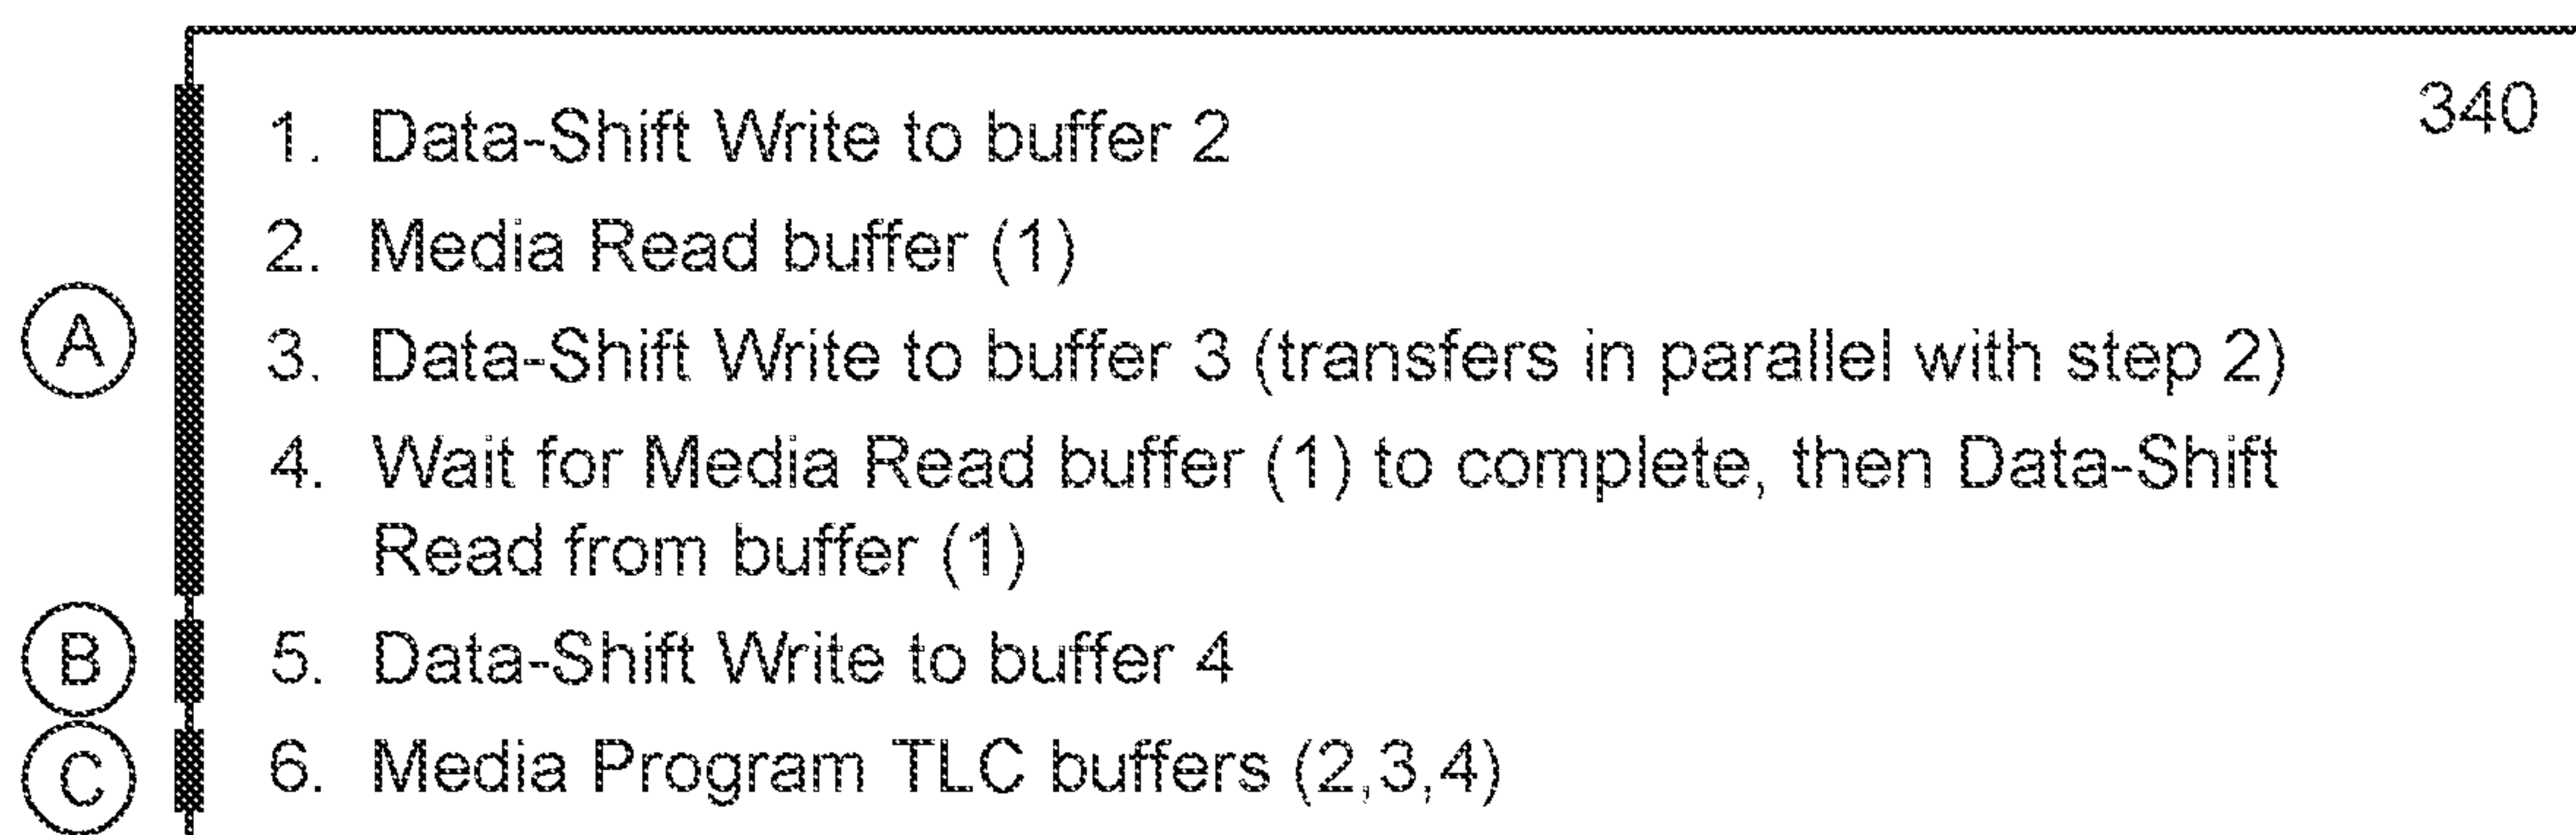 340
1. Data-Shift Write to buffer 2
2. Media Read buffer (1)
A
3. Data-Shift Write to buffer 3 (transfers in parallel with step 2)
4. Wait for Media Read buffer (1) to complete, then Data-Shift
Read from buffer (1)
B
5. Data-Shift Write to buffer 4
C
6. Media Program TLC buffers (2,3,4)